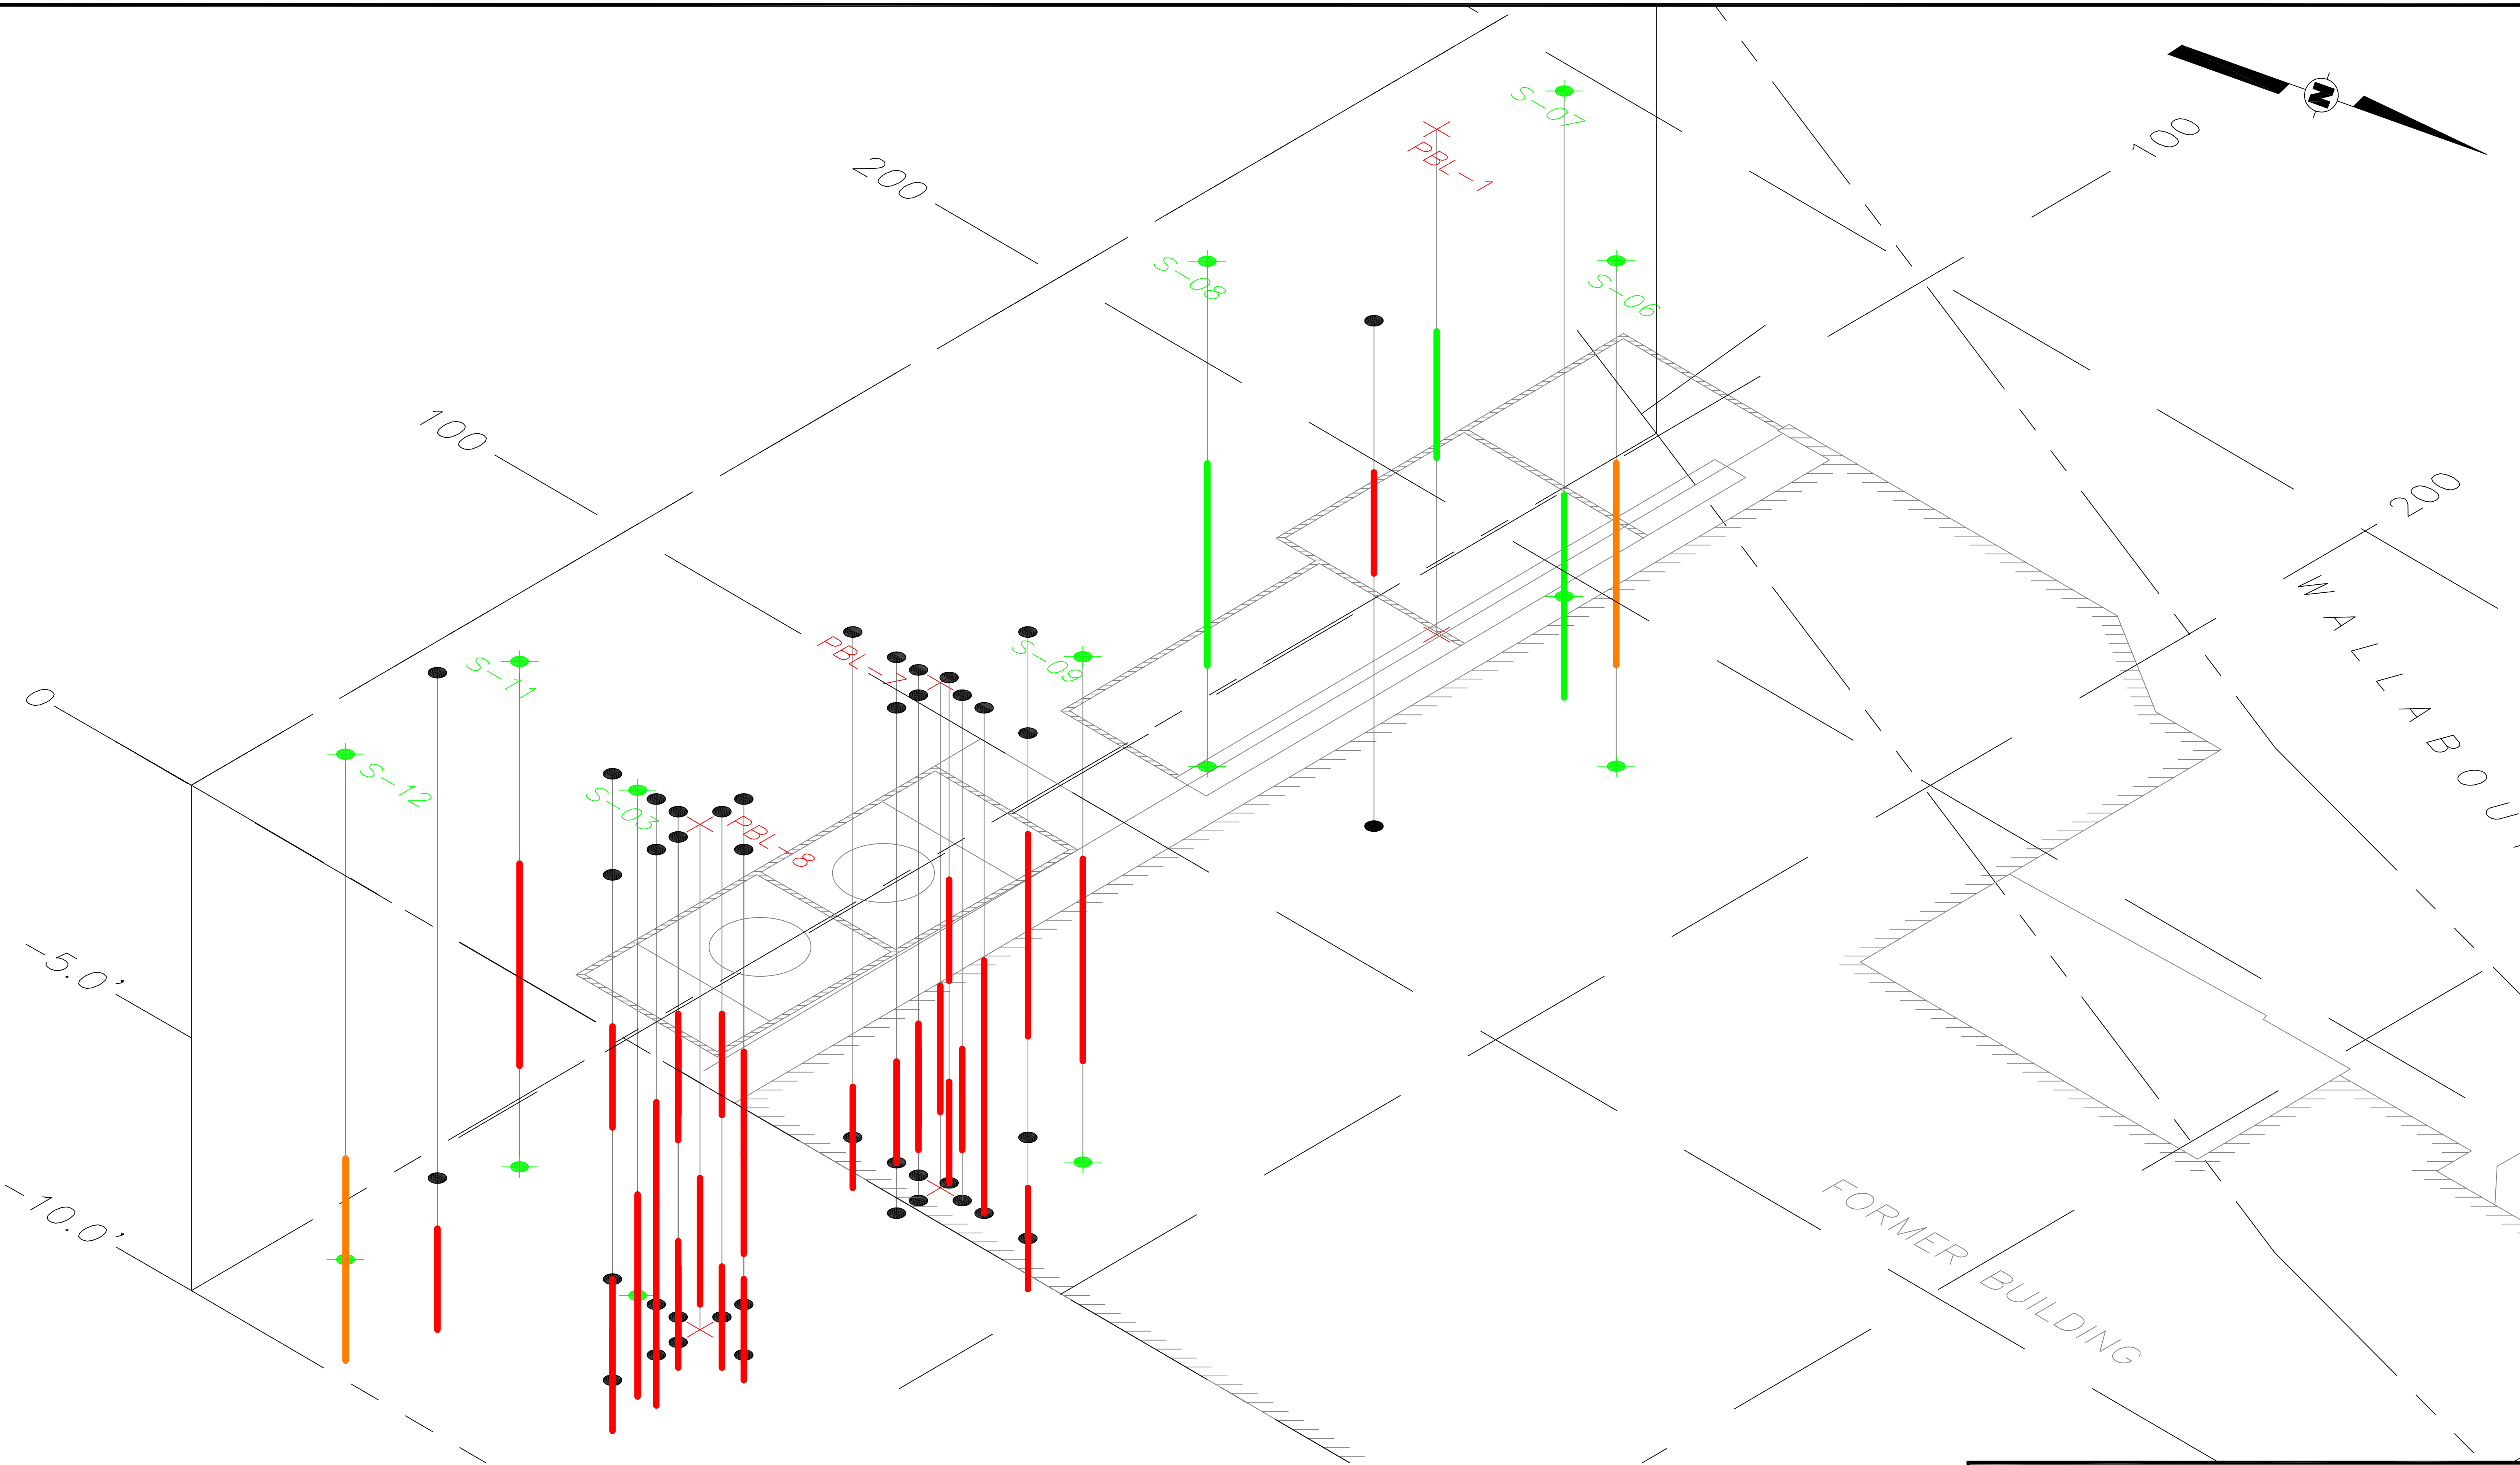 N
100
200
S-07
PBL-1
S-08
S-06
100
200
W A L L A B O U
0
S-11
PBL-7
S-09
S-12
S-03
PBL-8
-5.0'
-10.0'
FORMER BUILDING